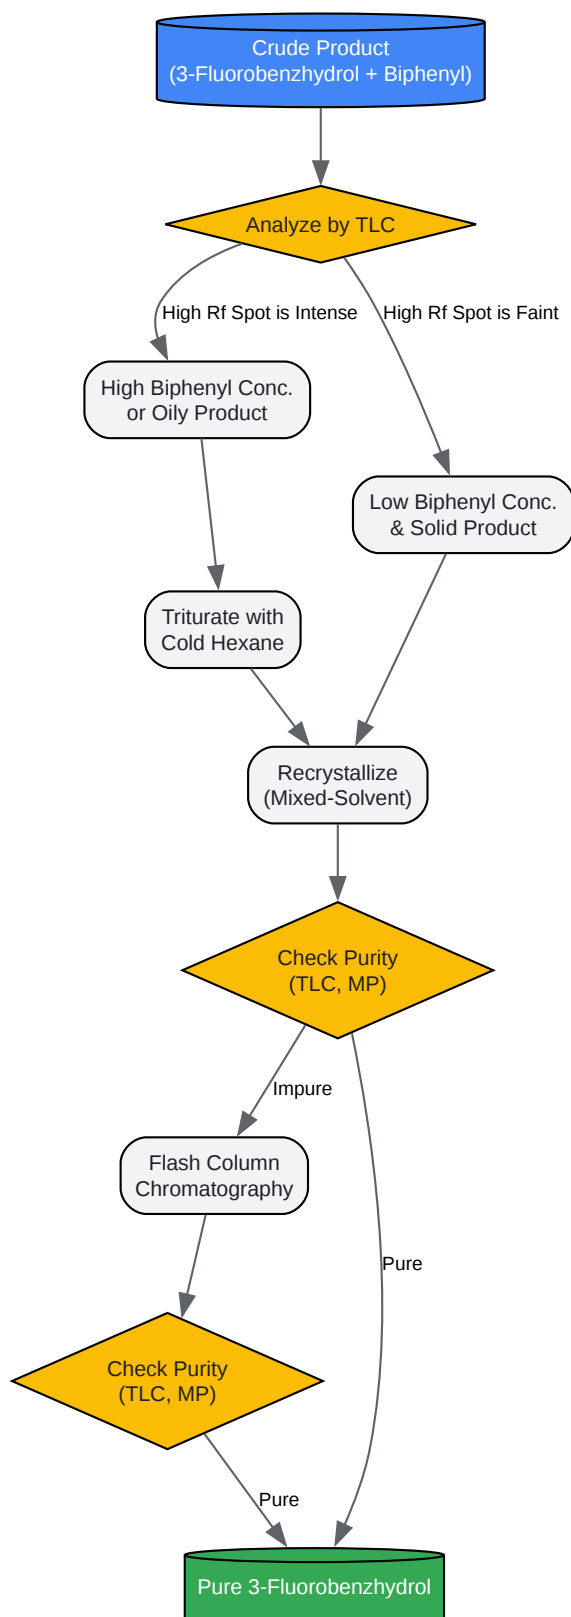 Crude Product
(3-Fluorobenzhydrol + Biphenyl)
Analyze by TLC
High Rf Spot is Intense
High Rf Spot is Faint
High Biphenyl Conc.
or Oily Product
Low Biphenyl Conc.
& Solid Product
Triturate with
Cold Hexane
Recrystallize
(Mixed-Solvent)
Check Purity
(TLC, MP)
Impure
Flash Column
Chromatography
Pure
Check Purity
(TLC, MP)
Pure
Pure 3-Fluorobenzhydrol